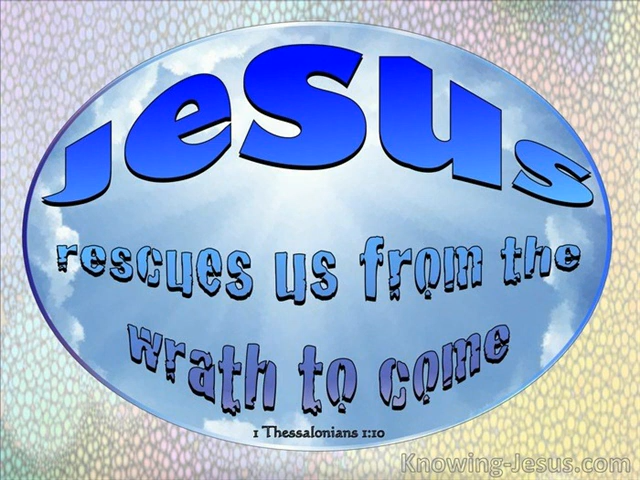 Jesus
rescues us from the
wrath to come
1 Thessalonians 1:10
Knowing-Jesus.com